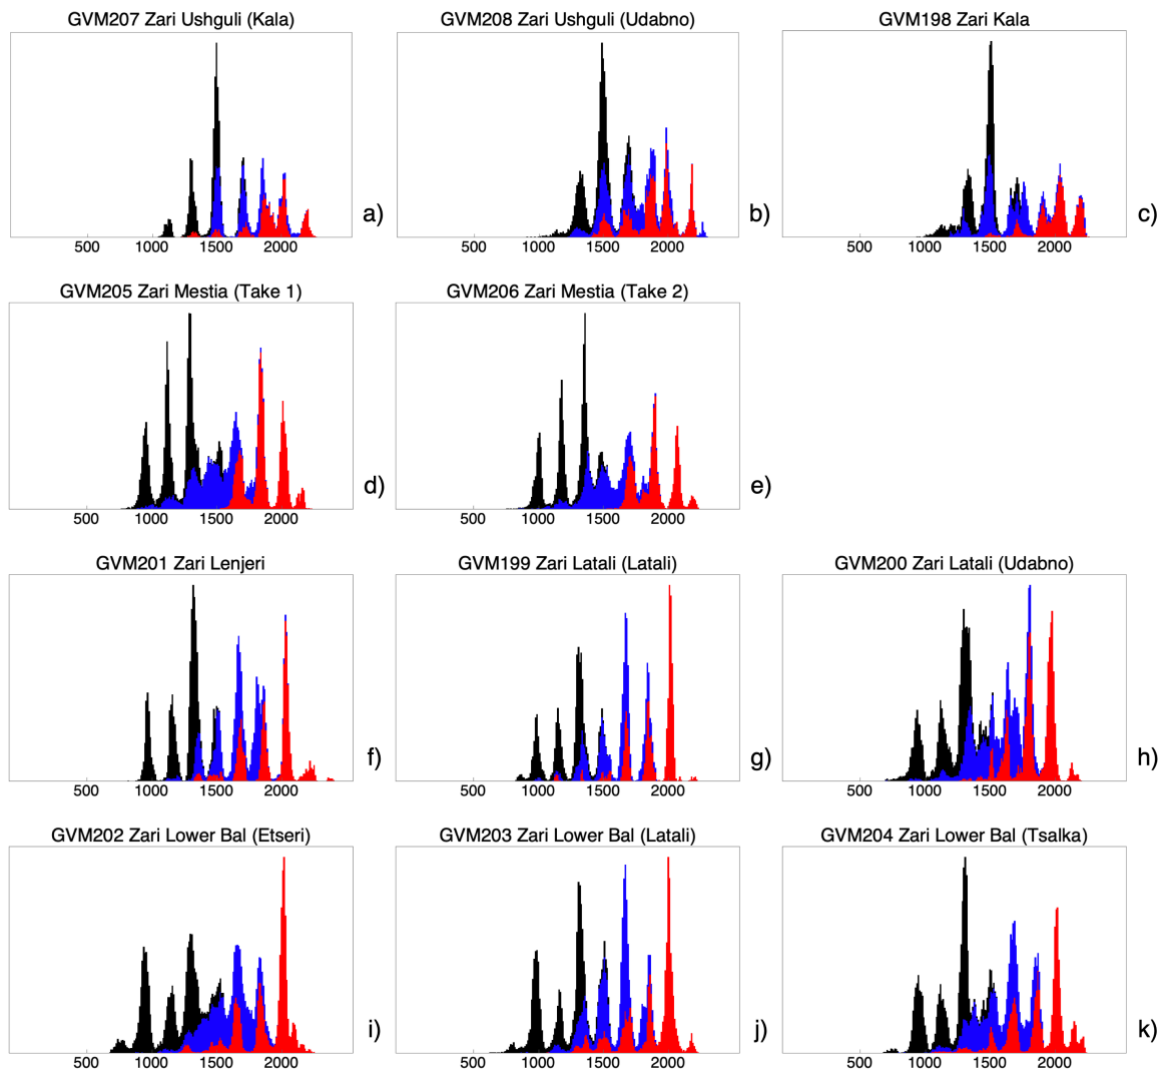 GVM207 Zari Ushguli (Kala)
GVM208 Zari Ushguli (Udabno)
GVM198 Zari Kala
a)
b)
c)
500 1000 1500 2000
500 1000 1500 2000
500 1000 1500 2000
GVM205 Zari Mestia (Take 1)
GVM206 Zari Mestia (Take 2)
d)
e)
500 1000 1500 2000
500 1000 1500 2000
GVM201 Zari Lenjeri
GVM199 Zari Latali (Latali)
GVM200 Zari Latali (Udabno)
f)
g)
h)
500 1000 1500 2000
500 1000 1500 2000
500 1000 1500 2000
GVM202 Zari Lower Bal (Etseri)
GVM203 Zari Lower Bal (Latali)
GVM204 Zari Lower Bal (Tsalka)
i)
j)
k)
500 1000 1500 2000
500 1000 1500 2000
500 1000 1500 2000